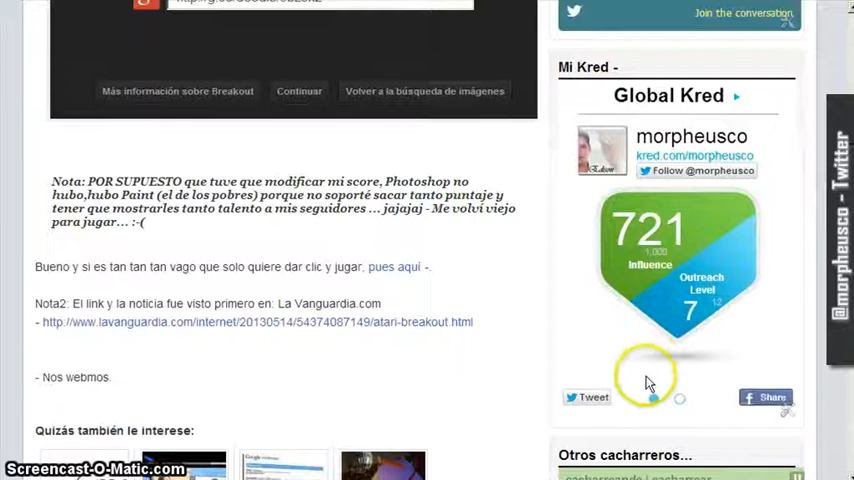 Join the conversation
Más información sobre Breakout
Continuar
Volver a la búsqueda de imágenes
Nota: POR SUPUESTO que tuve que modificar mi score, Photoshop no
hubo,hubo Paint (el de los pobres) porque no soporté sacar tanto puntaje y
tener que mostrarles tanto talento a mis seguidores ... jajajaj - Me volví viejo
para jugar... :-(
Bueno y si es tan tan tan vago que solo quiere dar clic y jugar, pues aquí -.
Nota2: El link y la noticia fue visto primero en: La Vanguardia.com
- http://www.lavanguardia.com/internet/20130514/54374087149/atari-breakout.html
- Nos webmos.
Quizás también le interese:
Mi Kred -
Global Kred
morpheusco
kred.com/morpheusco
Follow @morpheusco
721
1,000
Influence
Outreach
Level
7
12
Tweet
Share
Otros cacharreros...
cacharreando | cacharrear
@morpheusco - Twitter
Screencast-O-Matic.com